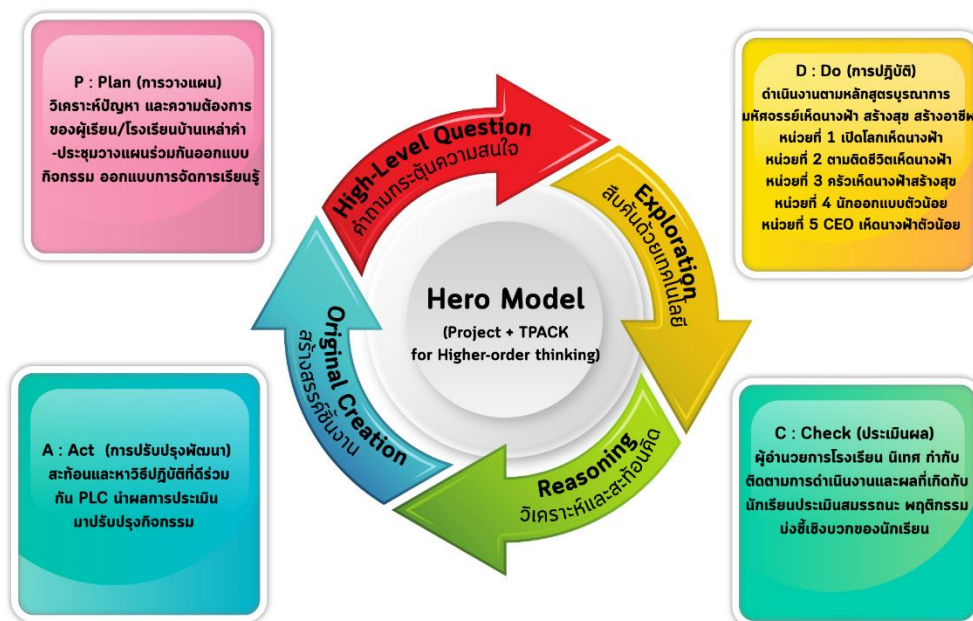 P : Plan (การวางแผน)
วิเคราะห์ปัญหา และความต้องการ
ของผู้เรียน/โรงเรียนบ้านเหล่าคำ
-ประชุมวางแผนร่วมกันออกแบบ
กิจกรรม ออกแบบการจัดการเรียนรู้
D : Do (การปฏิบัติ)
ดำเนินงานตามหลักสูตรบูรณาการ
มหัศจรรย์เห็ดนางฟ้า สร้างสุข สร้างอาชีพ
หน่วยที่ 1 เปิดโลกเห็ดนางฟ้า
หน่วยที่ 2 ตามติดชีวิตเห็ดนางฟ้า
หน่วยที่ 3 ครัวเห็ดนางฟ้าสร้างสุข
หน่วยที่ 4 นักออกแบบตัวน้อย
หน่วยที่ 5 CEO เห็ดนางฟ้าตัวน้อย
High-Level Question
คำถามกระตุ้นความสนใจ
Exploration
สืบค้นด้วยเทคโนโลยี
Hero Model
(Project + TPACK
for Higher-order thinking)
Original Creation
สร้างสรรค์ชิ้นงาน
Reasoning
วิเคราะห์และสะท้อนคิด
A : Act (การปรับปรุงพัฒนา)
สะท้อนและหาวิธีปฏิบัติที่ดีร่วม
กัน PLC นำผลการประเมิน
มาปรับปรุงกิจกรรม
C : Check (ประเมินผล)
ผู้อำนวยการโรงเรียน นิเทศ กำกับ
ติดตามการดำเนินงานและผลที่เกิดกับ
นักเรียนประเมินสมรรถนะ พฤติกรรม
บ่งชี้เชิงบวกของนักเรียน